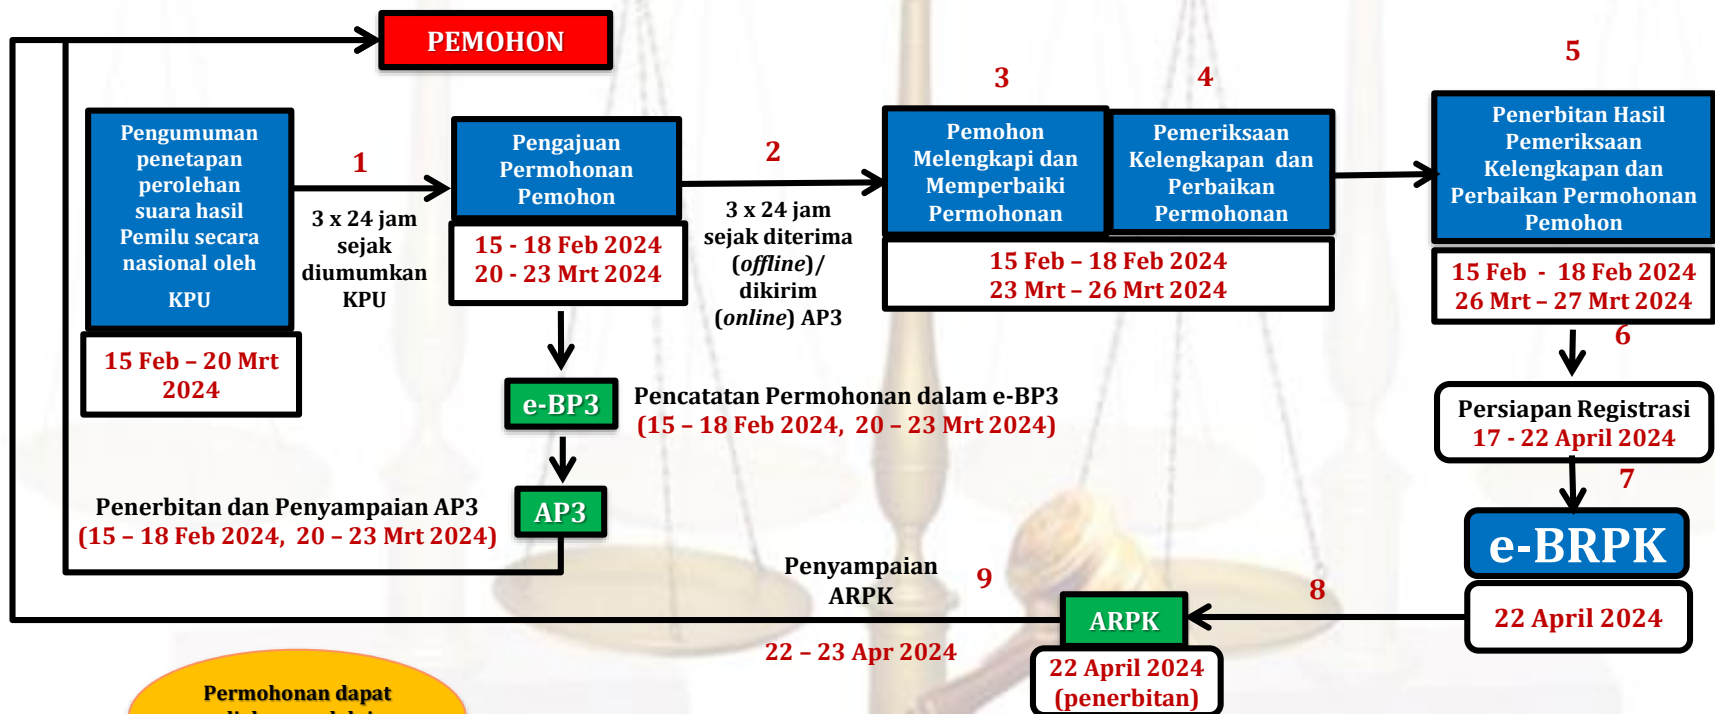 PEMOHON
Pengumuman
penetapan
perolehan
suara hasil
Pemilu secara
nasional oleh
KPU
15 Feb – 20 Mrt
2024
1
3 x 24 jam
sejak
diumumkan
KPU
Pengajuan
Permohonan
Pemohon
15 - 18 Feb 2024
20 - 23 Mrt 2024
2
3 x 24 jam
sejak diterima
(offline)/
dikirim
(online) AP3
3
Pemohon
Melengkapi dan
Memperbaiki
Permohonan
4
Pemeriksaan
Kelengkapan dan
Perbaikan
Permohonan
15 Feb – 18 Feb 2024
23 Mrt – 26 Mrt 2024
5
Penerbitan Hasil
Pemeriksaan
Kelengkapan dan
Perbaikan Permohonan
Pemohon
15 Feb - 18 Feb 2024
26 Mrt – 27 Mrt 2024
6
e-BP3
Pencatatan Permohonan dalam e-BP3
(15 – 18 Feb 2024, 20 – 23 Mrt 2024)
Persiapan Registrasi
17 - 22 April 2024
7
Penerbitan dan Penyampaian AP3
(15 – 18 Feb 2024, 20 – 23 Mrt 2024)
AP3
e-BRPK
22 April 2024
8
ARPK
22 April 2024
(penerbitan)
9
Penyampaian
ARPK
22 – 23 Apr 2024
Permohonan dapat